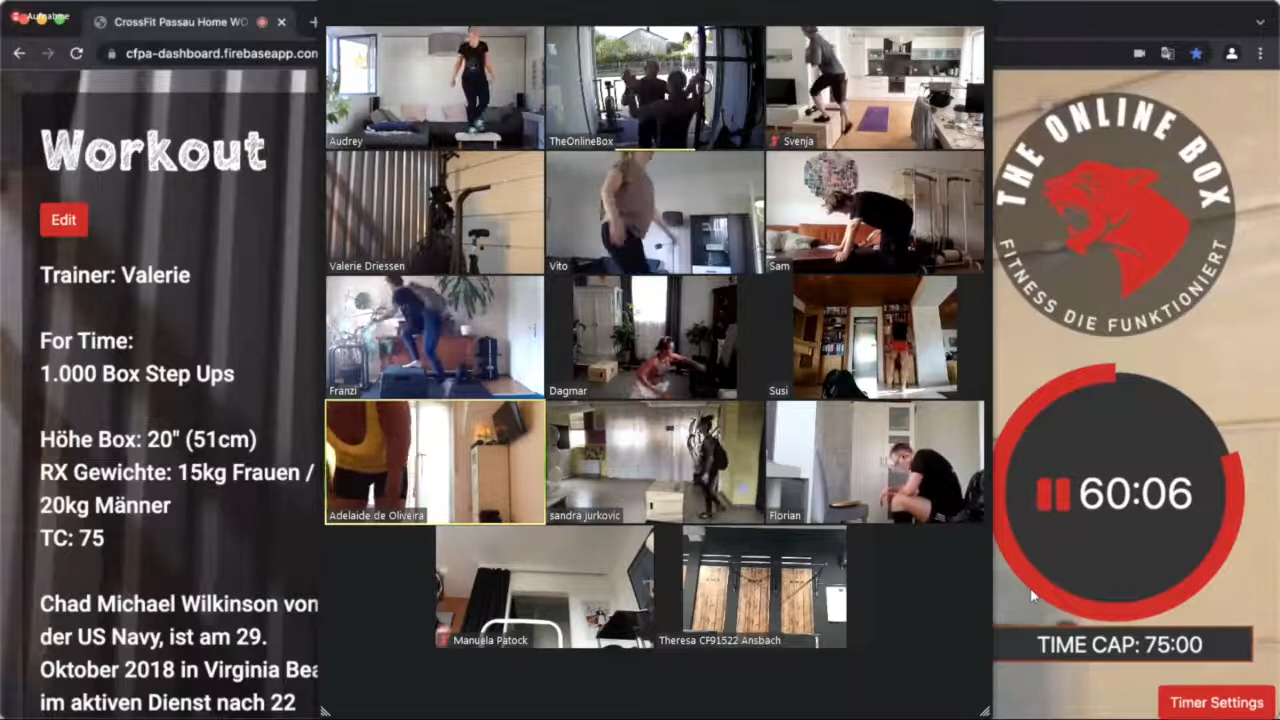 Aufnahme
CrossFit Passau Home WO
cfpa-dashboard.firebaseapp.com
Workout
Edit
Trainer: Valerie
For Time:
1.000 Box Step Ups
Höhe Box: 20" (51cm)
RX Gewichte: 15kg Frauen /
20kg Männer
TC: 75
Chad Michael Wilkinson von
der US Navy, ist am 29.
Oktober 2018 in Virginia Bea
im aktiven Dienst nach 22
Audrey
TheOnlineBox
Svenja
Valerie Driessen
Vito
Sam
Franzi
Dagmar
Susi
Adelaide de Oliveira
sandra jurkovic
Florian
Manuela Patock
Theresa CF91522 Ansbach
THE ONLINE BOX
FITNESS DIE FUNKTIONIERT
60:06
TIME CAP: 75:00
Timer Settings